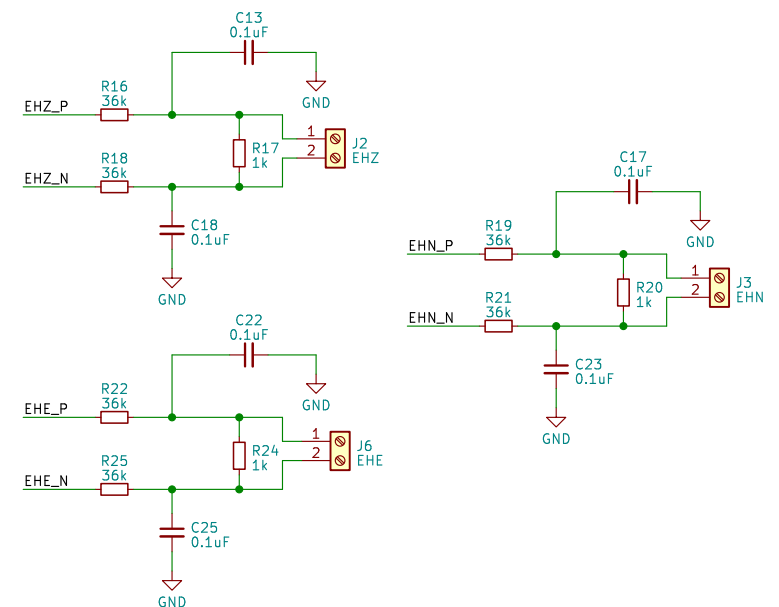 C13
0.1uF
GND
EHZ_P
R16
36k
R17
1k
1
2
J2
EHZ
EHZ_N
R18
36k
C18
0.1uF
GND
C17
0.1uF
GND
EHN_P
R19
36k
R20
1k
1
2
J3
EHN
EHN_N
R21
36k
C23
0.1uF
GND
C22
0.1uF
GND
EHE_P
R22
36k
R24
1k
1
2
J6
EHE
EHE_N
R25
36k
C25
0.1uF
GND